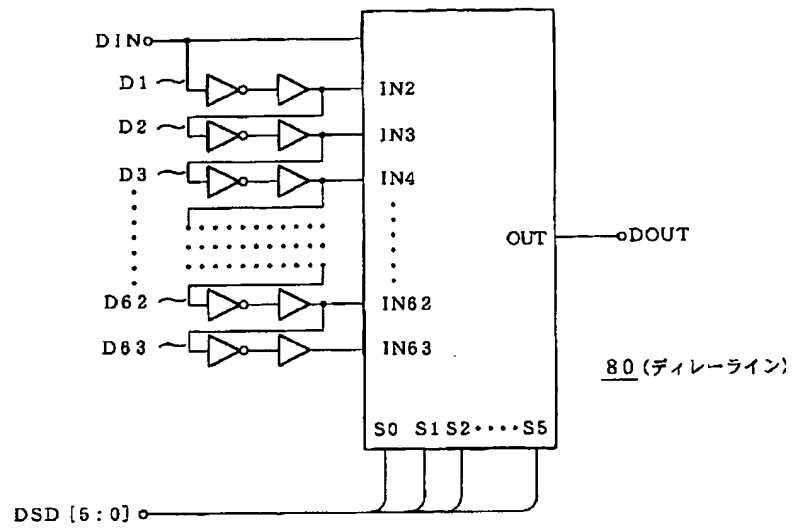 DIN
D1
IN2
D2
IN3
D3
IN4
OUT
DOUT
D62
IN62
D63
IN63
80 (ディレーライン)
S0 S1 S2・・・・S5
DSD [5:0]